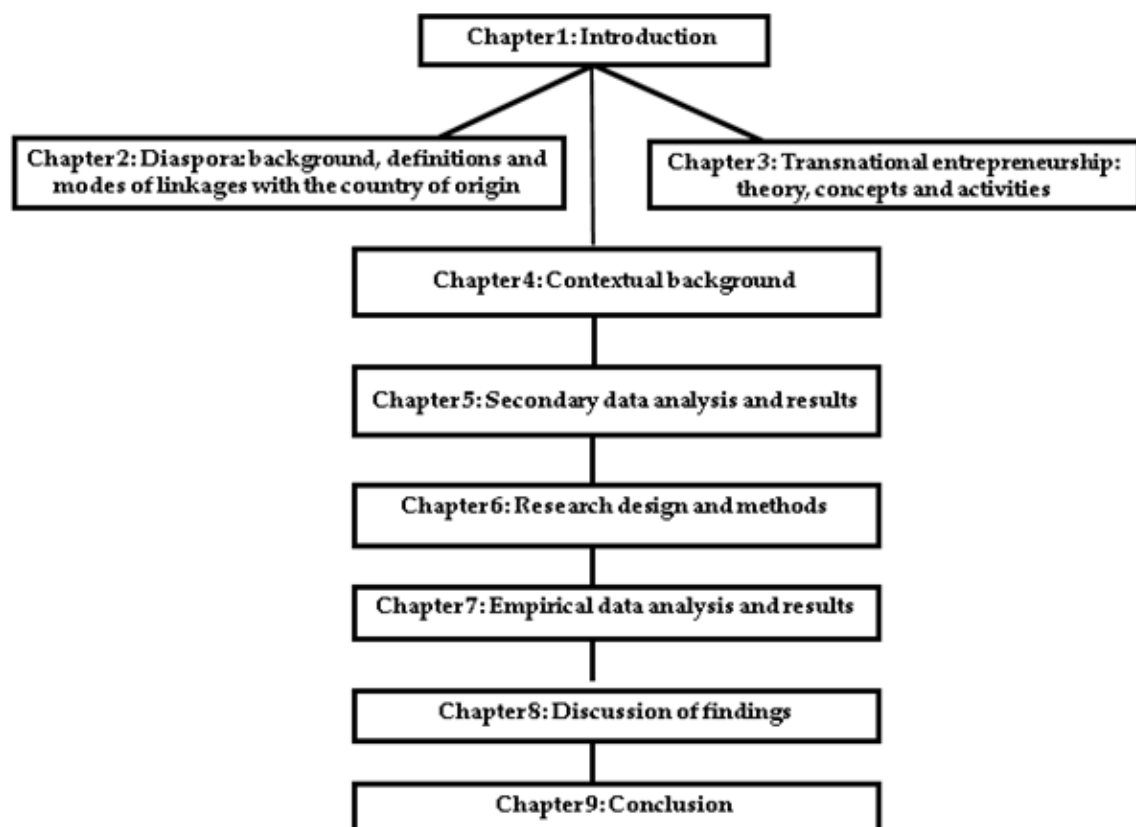 Chapter1: Introduction
Chapter2: Diaspora: background, definitions and
modes of linkages with the country of origin
Chapter3: Transnational entrepreneurship:
theory, concepts and activities
Chapter4: Contextual background
Chapter5: Secondary data analysis and results
Chapter6: Research design and methods
Chapter7: Empirical data analysis and results
Chapter8: Discussion of findings
Chapter9: Conclusion